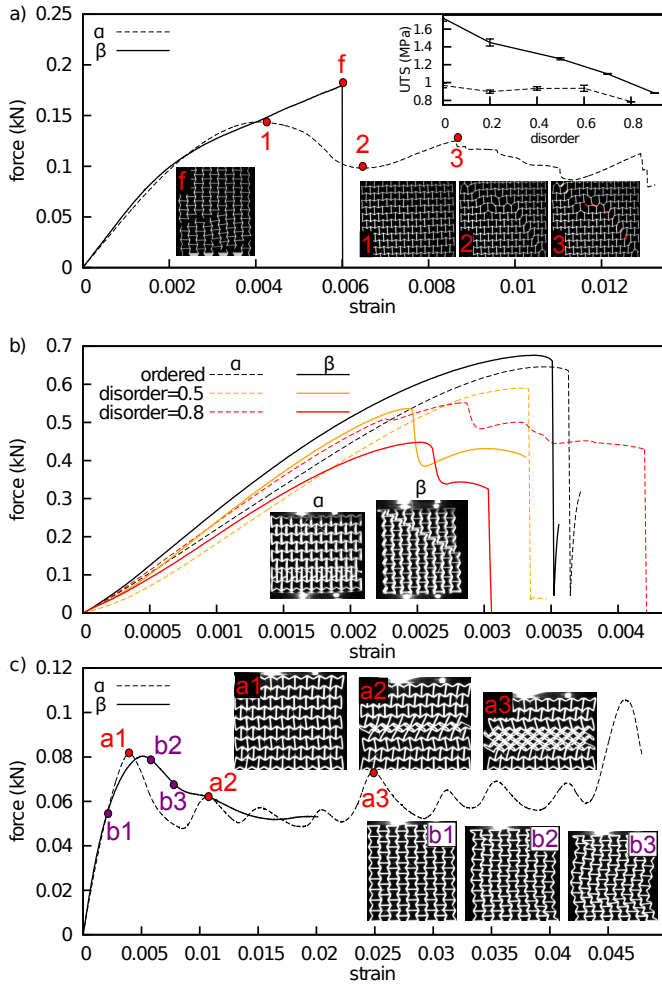 a)
α
β
force (kN)
0.25
0.2
0.15
0.1
0.05
0
0 0.002 0.004 0.006 0.008 0.01 0.012
strain
f
1
2
3
f
1
2
3
UTS (MPa)
1.6
1.4
1.2
1
0.8
0 0.2 0.4 0.6 0.8
disorder
b)
α β
ordered
disorder=0.5
disorder=0.8
force (kN)
0.7
0.6
0.5
0.4
0.3
0.2
0.1
0
α
β
0 0.0005 0.001 0.0015 0.002 0.0025 0.003 0.0035 0.004
strain
c)
α
β
force (kN)
0.12
0.1
0.08
0.06
0.04
0.02
0
a1
b2
b3
a2
b1
a3
a1
a2
a3
b1
b2
b3
0 0.005 0.01 0.015 0.02 0.025 0.03 0.035 0.04 0.045
strain